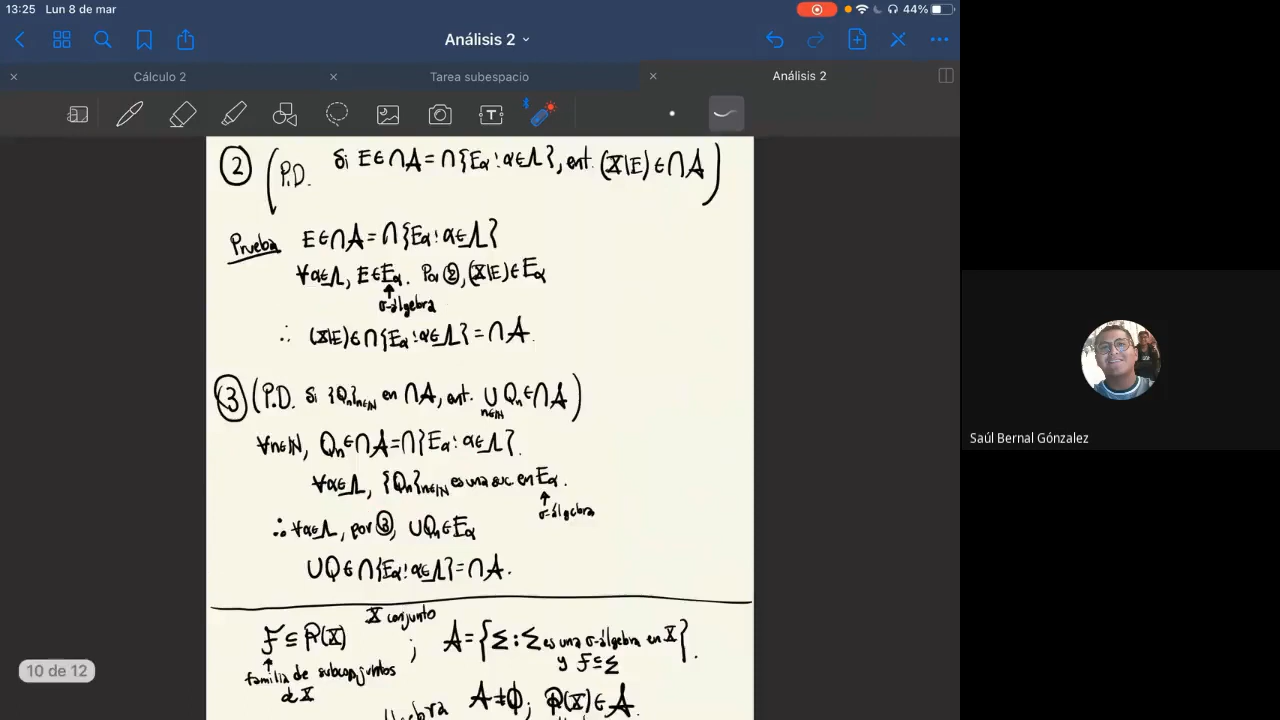 13:25 Lun 8 de mar
44%
Análisis 2
Cálculo 2
Tarea subespacio
Análisis 2
② (P.D. Si E∈∩A=∩{Eα:α∈Λ}, ent. (X\E)∈∩A)
Prueba E∈∩A=∩{Eα:α∈Λ}
∀α∈Λ, E∈Eα. Por ②, (X\E)∈Eα
↑
σ-álgebra
∴ (X\E)∈∩{Eα:α∈Λ}=∩A.
③ (P.D. Si {Qn}n∈ℕ en ∩A, ent. ∪n∈ℕ Qn∈∩A)
∀n∈ℕ, Qn∈∩A=∩{Eα:α∈Λ}.
∀α∈Λ, {Qn}n∈ℕ es una suc. en Eα.
↑
σ-álgebra
∴ ∀α∈Λ, por ③, ∪Qn∈Eα
∪Q∈∩{Eα:α∈Λ}=∩A.
X conjunto
F⊆P(X) ; A={Σ:Σ es una σ-álgebra en X
y F⊆Σ}.
↑
familia de subconjuntos
de X
A≠∅; P(X)∈A.
10 de 12
Saúl Bernal Gónzalez